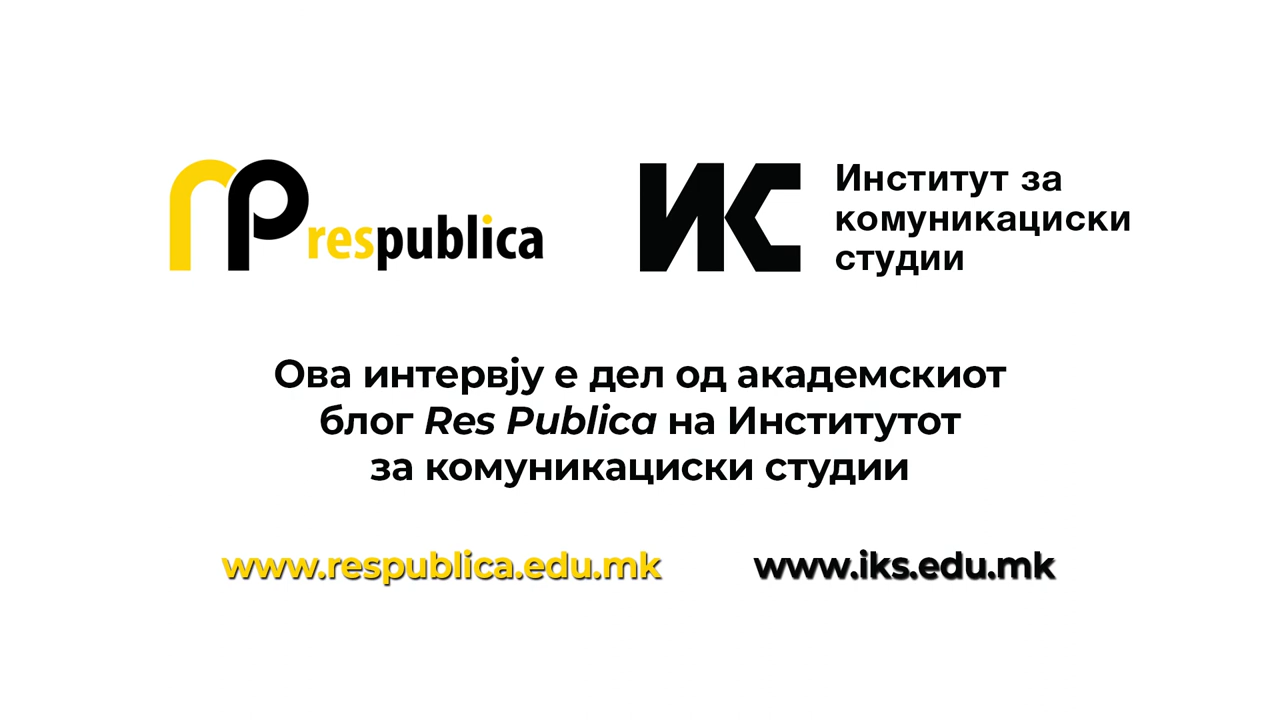 respublica
Институт за
комуникациски
студии
Ова интервју е дел од академскиот
блог Res Publica на Институтот
за комуникациски студии
www.respublica.edu.mk
www.iks.edu.mk